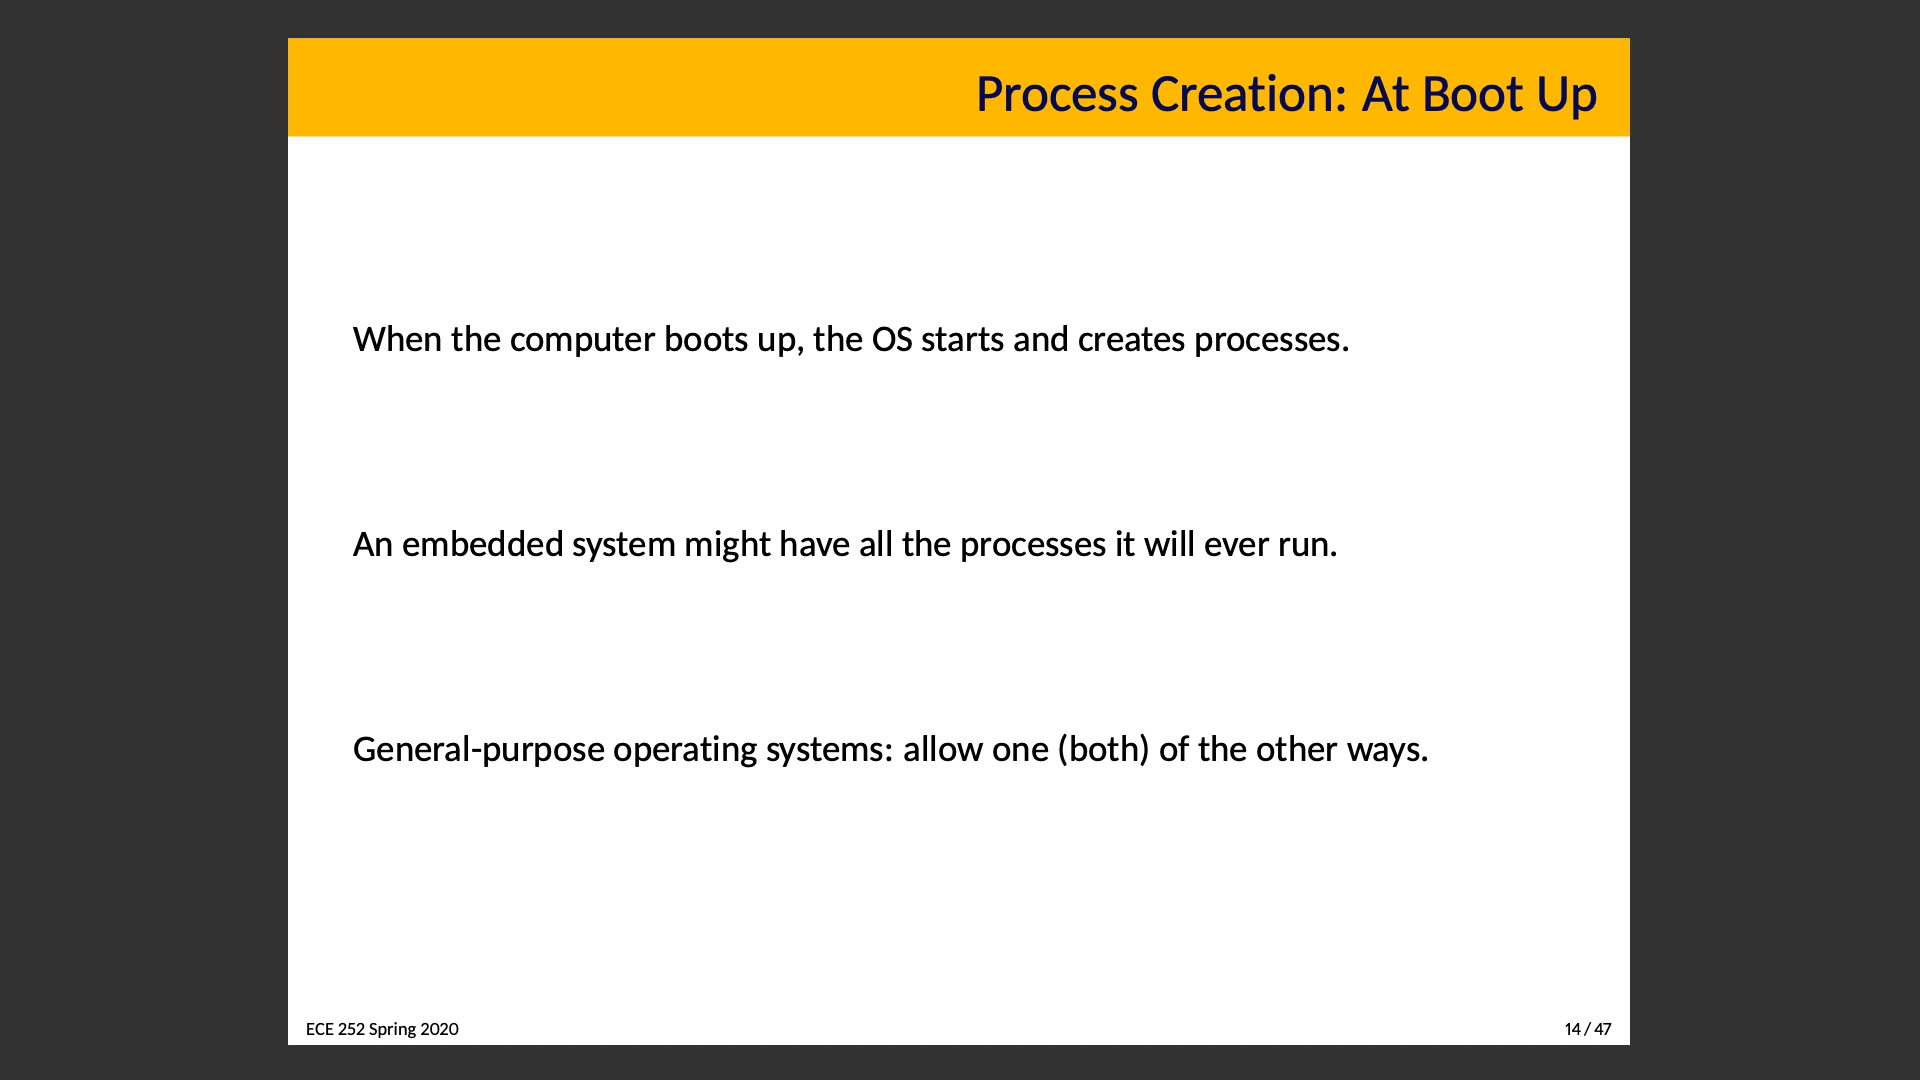 Process Creation: At Boot Up
When the computer boots up, the OS starts and creates processes.
An embedded system might have all the processes it will ever run.
General-purpose operating systems: allow one (both) of the other ways.
ECE 252 Spring 2020
14 / 47